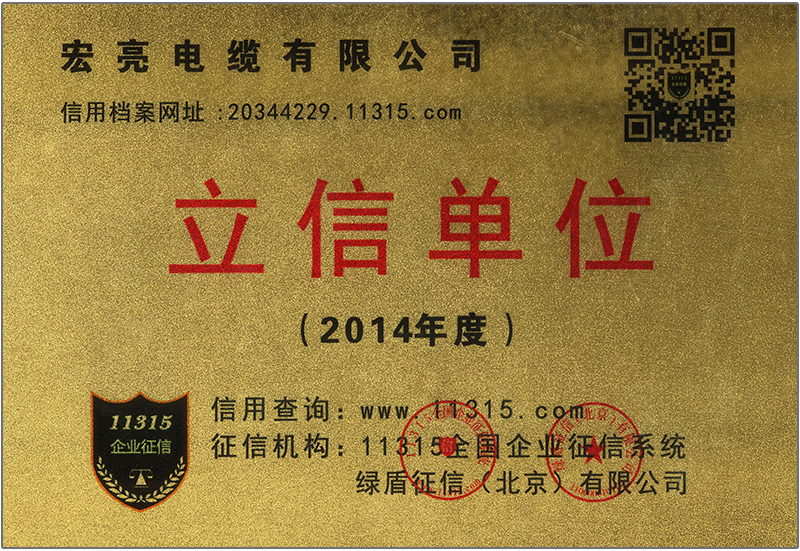 宏亮电缆有限公司
信用档案网址 :20344229.11315.com
11315
立信单位
(2014年度)
11315
企业征信
信用查询: www.11315.com
征信机构: 11315全国企业征信系统
绿盾征信(北京)有限公司